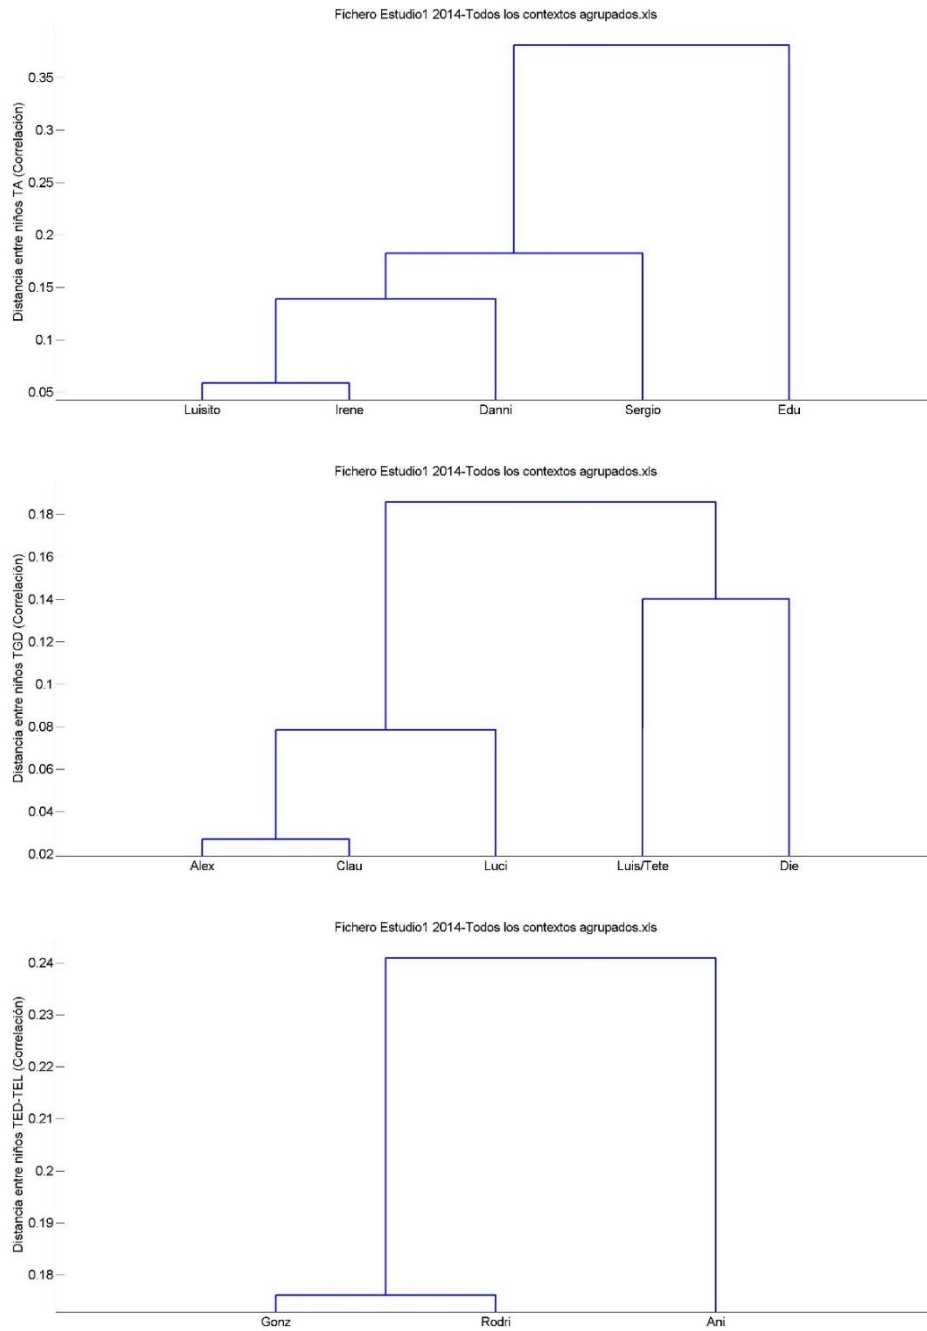 Fichero Estudio1 2014-Todos los contextos agrupados.xls
Distancia entre niños TA (Correlación)
0.35
0.3
0.25
0.2
0.15
0.1
0.05
Luisito Irene Danni Sergio Edu
Fichero Estudio1 2014-Todos los contextos agrupados.xls
Distancia entre niños TGD (Correlación)
0.18
0.16
0.14
0.12
0.1
0.08
0.06
0.04
0.02
Alex Clau Luci Luis/Tete Die
Fichero Estudio1 2014-Todos los contextos agrupados.xls
Distancia entre niños TED-TEL (Correlación)
0.24
0.23
0.22
0.21
0.2
0.19
0.18
Gonz Rodri Ani